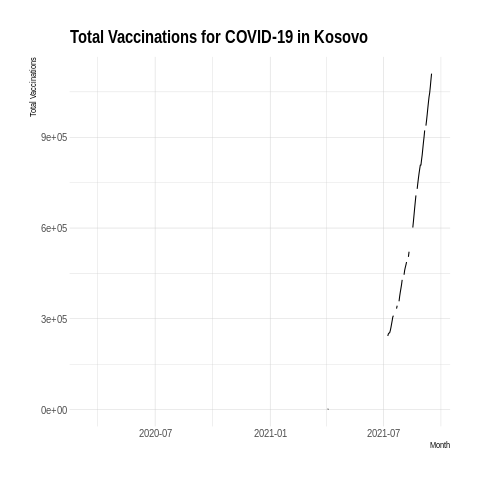 Total Vaccinations for COVID-19 in Kosovo
Total Vaccinations
9e+05
6e+05
3e+05
0e+00
2020-07
2021-01
2021-07
Month